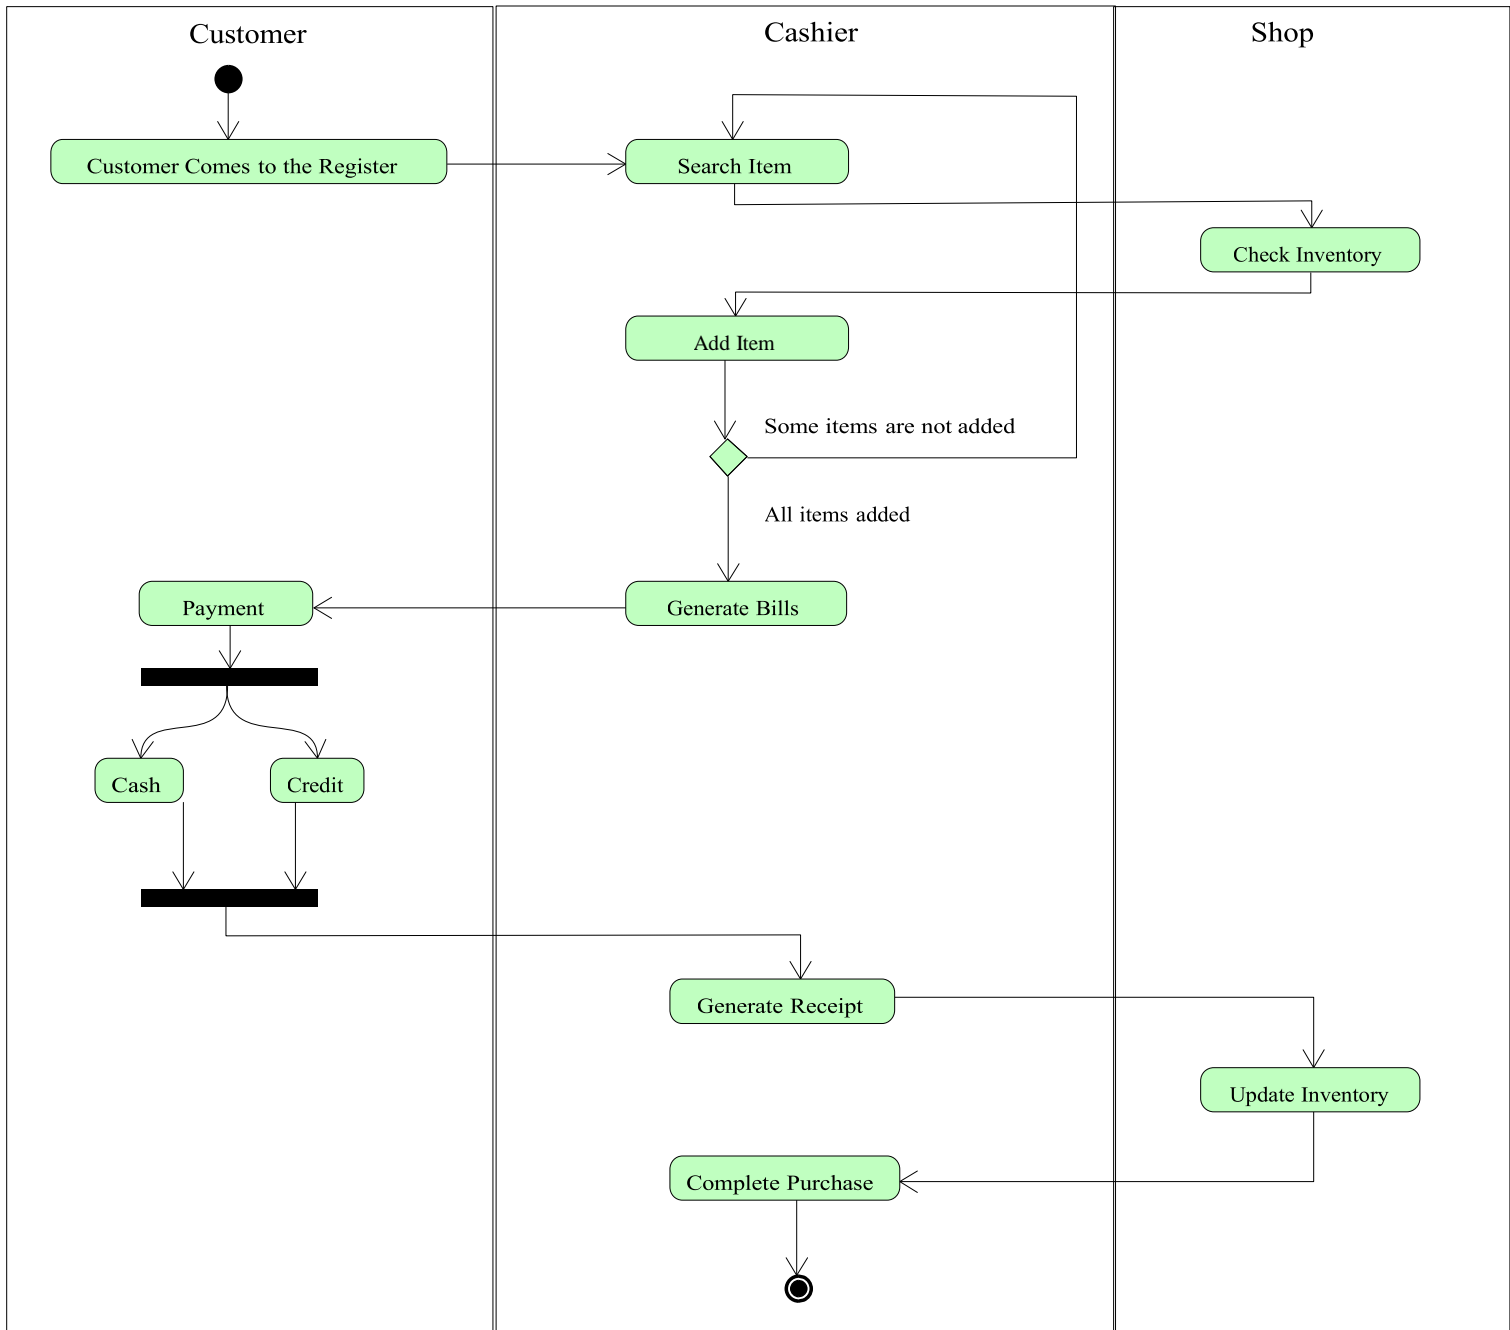 Customer
Cashier
Shop
Customer Comes to the Register
Search Item
Check Inventory
Add Item
Some items are not added
All items added
Payment
Generate Bills
Cash
Credit
Generate Receipt
Update Inventory
Complete Purchase